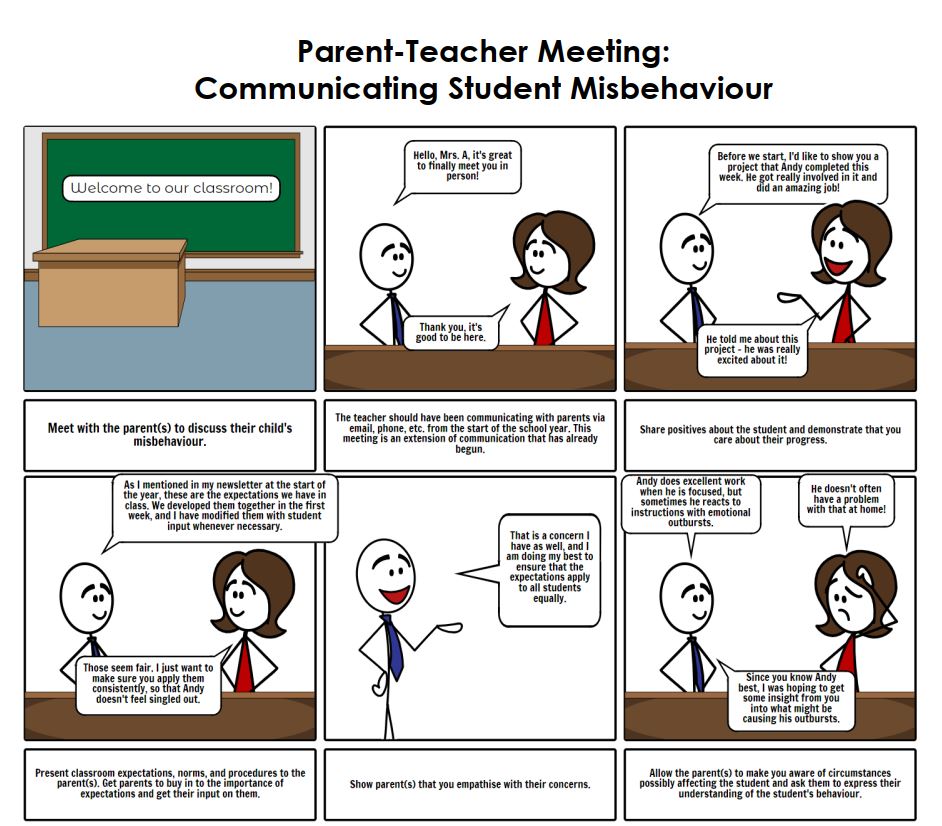 Parent-Teacher Meeting:
Communicating Student Misbehaviour
Welcome to our classroom!
Hello, Mrs. A, it's great
to finally meet you in
person!
Thank you, it's
good to be here.
Before we start, I'd like to show you a
project that Andy completed this
week. He got really involved in it and
did an amazing job!
He told me about this
project - he was really
excited about it!
Meet with the parent(s) to discuss their child's
misbehaviour.
The teacher should have been communicating with parents via
email, phone, etc. from the start of the school year. This
meeting is an extension of communication that has already
begun.
Share positives about the student and demonstrate that you
care about their progress.
As I mentioned in my newsletter at the start of
the year, these are the expectations we have in
class. We developed them together in the first
week, and I have modified them with student
input whenever necessary.
Those seem fair. I just want to
make sure you apply them
consistently, so that Andy
doesn't feel singled out.
That is a concern I
have as well, and I
am doing my best to
ensure that the
expectations apply
to all students
equally.
Andy does excellent work
when he is focused, but
sometimes he reacts to
instructions with emotional
outbursts.
He doesn't often
have a problem
with that at home!
Since you know Andy
best, I was hoping to get
some insight from you
into what might be
causing his outbursts.
Present classroom expectations, norms, and procedures to the
parent(s). Get parents to buy in to the importance of
expectations and get their input on them.
Show parent(s) that you empathise with their concerns.
Allow the parent(s) to make you aware of circumstances
possibly affecting the student and ask them to express their
understanding of the student's behaviour.